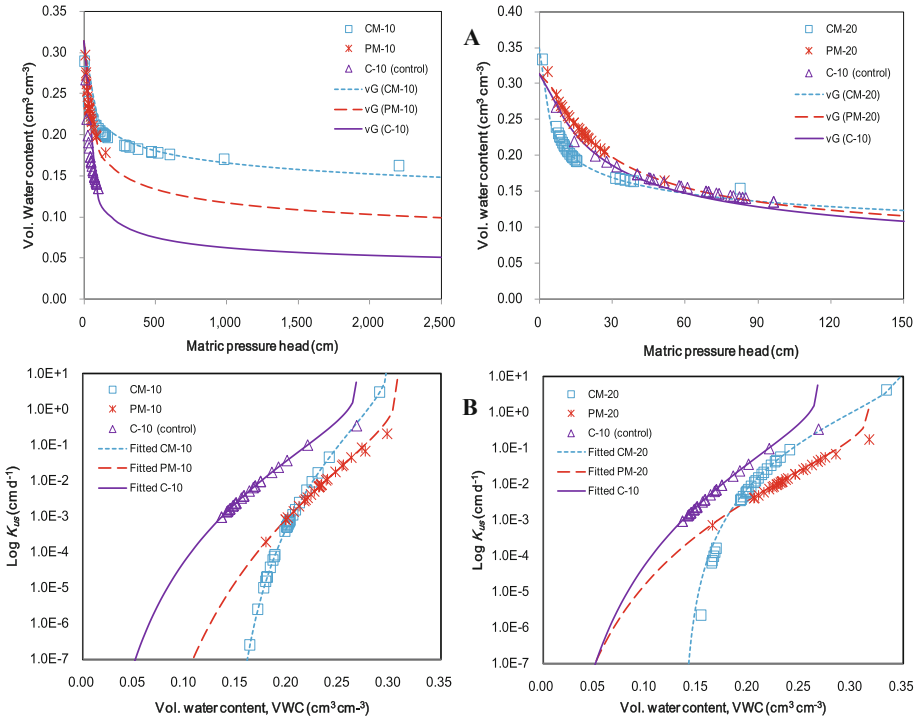 A
Vol. Water content (cm³ cm⁻³)
0.35
0.30
0.25
0.20
0.15
0.10
0.05
0.00
0
500
1,000
1,500
2,000
2,500
Matric pressure head (cm)
CM-10
PM-10
C-10 (control)
vG (CM-10)
vG (PM-10)
vG (C-10)
Vol. water content (cm³ cm⁻³)
0.40
0.35
0.30
0.25
0.20
0.15
0.10
0.05
0.00
0
30
60
90
120
150
Matric pressure head (cm)
CM-20
PM-20
C-10 (control)
vG (CM-20)
vG (PM-20)
vG (C-10)
B
Log Kus (cm d⁻¹)
1.0E+1
1.0E+0
1.0E-1
1.0E-2
1.0E-3
1.0E-4
1.0E-5
1.0E-6
1.0E-7
0.00
0.05
0.10
0.15
0.20
0.25
0.30
0.35
Vol. water content, VWC (cm³ cm-³)
CM-10
PM-10
C-10 (control)
Fitted CM-10
Fitted PM-10
Fitted C-10
Log Kus (cm d⁻¹)
1.0E+1
1.0E+0
1.0E-1
1.0E-2
1.0E-3
1.0E-4
1.0E-5
1.0E-6
1.0E-7
0.00
0.05
0.10
0.15
0.20
0.25
0.30
0.35
Vol. water content, VWC (cm³ cm⁻³)
CM-20
PM-20
C-10 (control)
Fitted CM-20
Fitted PM-20
Fitted C-10